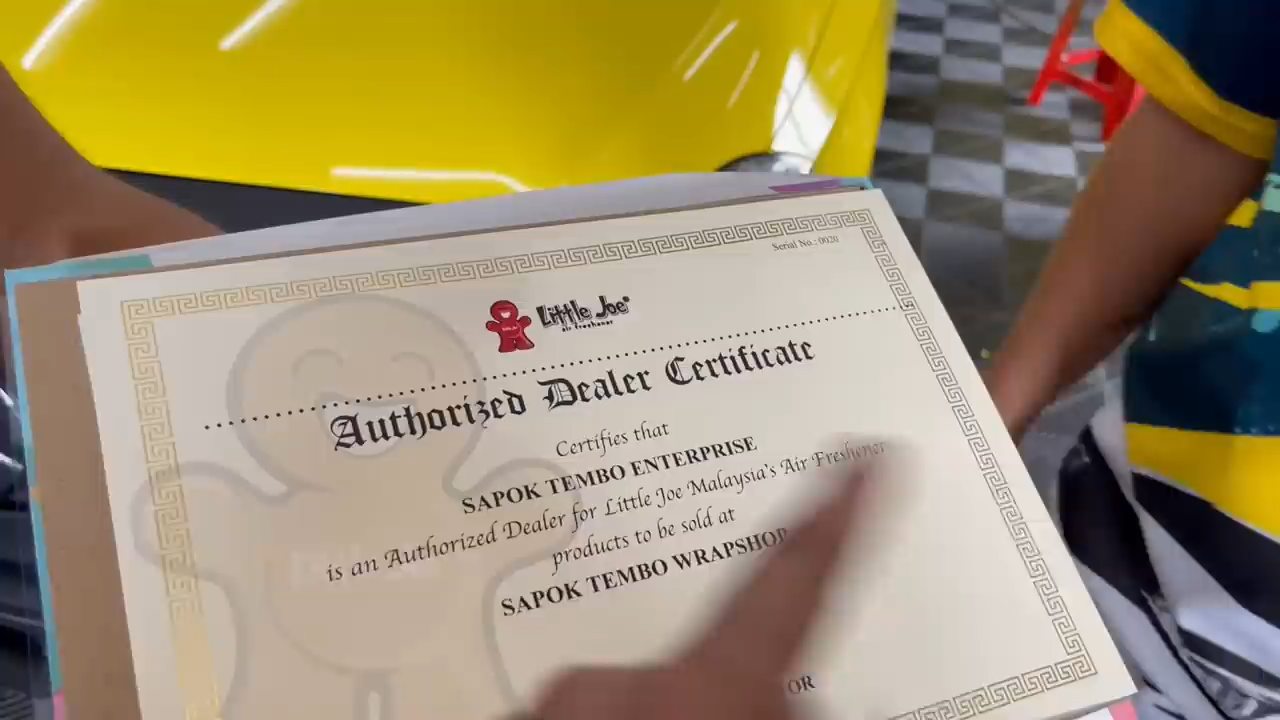 Serial No.: 0020
Little Joe®
air freshener
Authorized Dealer Certificate
Certifies that
SAPOK TEMBO ENTERPRISE
is an Authorized Dealer for Little Joe Malaysia's Air Freshener
products to be sold at
SAPOK TEMBO WRAPSHOP
OR